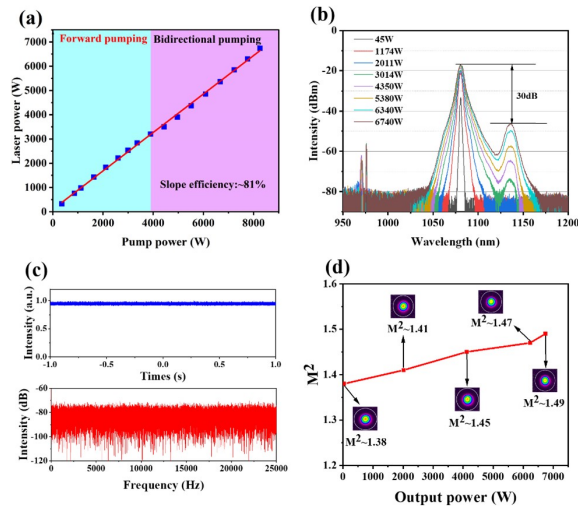 (a)
Forward pumping
Bidirectional pumping
Slope efficiency:~81%
Laser power (W)
7000
6000
5000
4000
3000
2000
1000
0
0
2000
4000
6000
8000
Pump power (W)
(b)
45W
1174W
2011W
3014W
4350W
5380W
6340W
6740W
30dB
Intensity (dBm)
0
-20
-40
-60
-80
950
1000
1050
1100
1150
1200
Wavelength (nm)
(c)
Intensity (a.u.)
1.0
0.5
0.0
-1.0
-0.5
0.0
0.5
1.0
Times (s)
Intensity (dB)
-40
-60
-80
-100
-120
0
5000
10000
15000
20000
25000
Frequency (Hz)
(d)
M²
1.6
1.5
1.4
1.3
1.2
M²~1.41
M²~1.47
M²~1.38
M²~1.45
M²~1.49
0
1000
2000
3000
4000
5000
6000
7000
Output power (W)